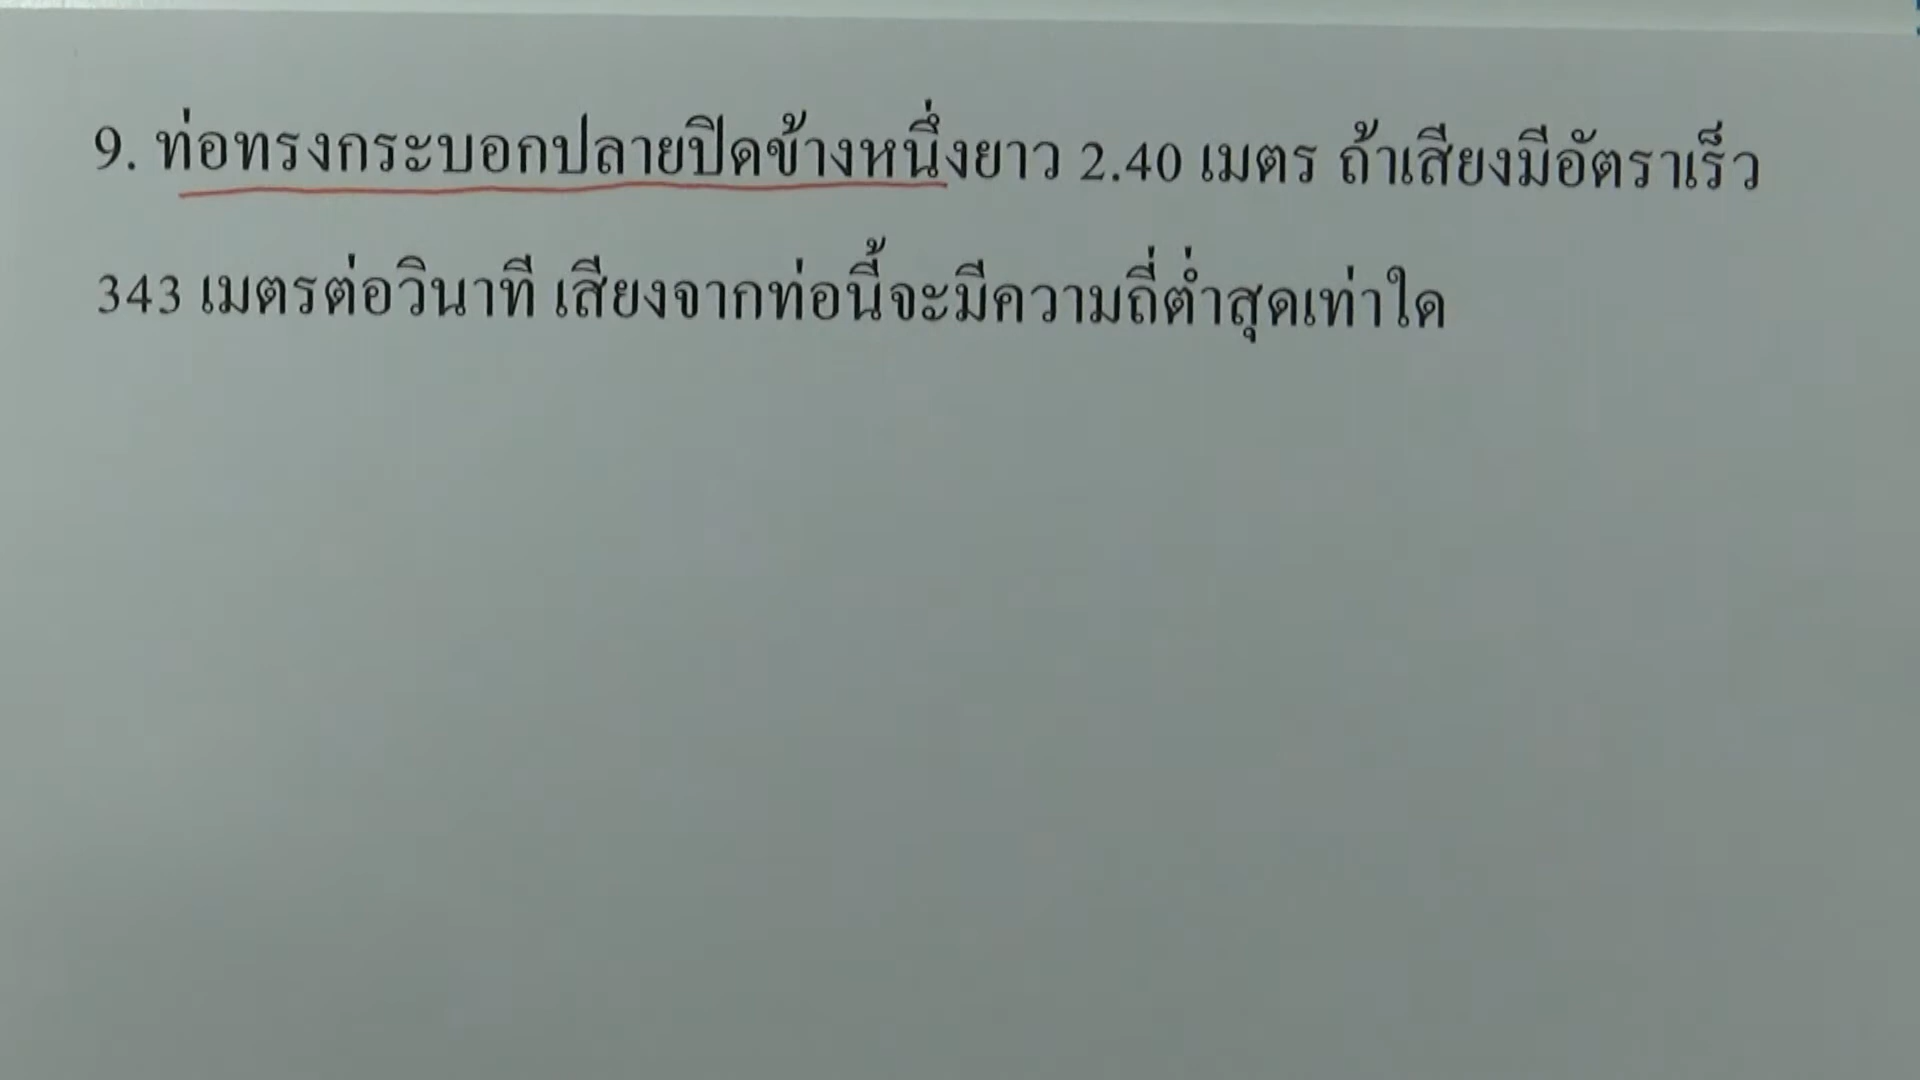 9. ท่อทรงกระบอกปลายปิดข้างหนึ่งยาว 2.40 เมตร ถ้าเสียงมีอัตราเร็ว
343 เมตรต่อวินาที เสียงจากท่อนี้จะมีความถี่ต่ำสุดเท่าใด